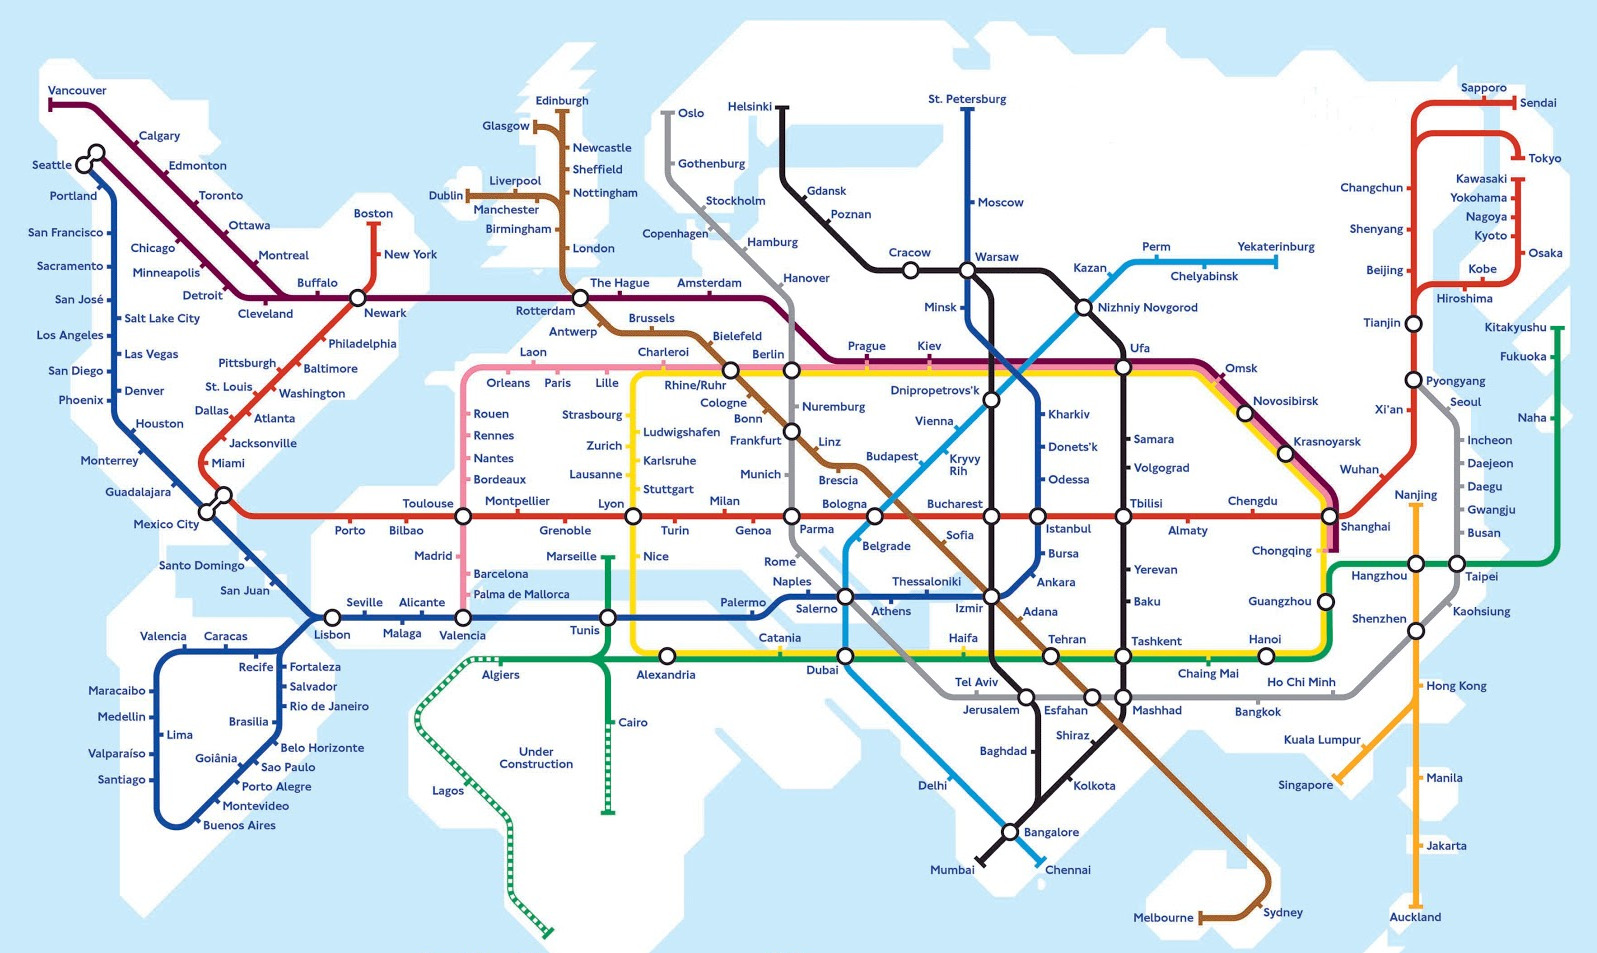 Vancouver
Calgary
Edmonton
Toronto
Ottawa
Montreal
Seattle
Portland
Chicago
Minneapolis
Detroit
Cleveland
Buffalo
Boston
New York
Newark
San Francisco
Sacramento
San José
Salt Lake City
Los Angeles
Las Vegas
San Diego
Denver
Phoenix
Houston
Monterrey
Guadalajara
Mexico City
Philadelphia
Pittsburgh
Baltimore
St. Louis
Washington
Dallas
Atlanta
Jacksonville
Miami
Santo Domingo
San Juan
Lisbon
Seville
Malaga
Alicante
Valencia
Palermo
Naples
Salerno
Athens
Thessaloniki
Izmir
Valencia
Caracas
Recife
Fortaleza
Maracaibo
Salvador
Medellin
Rio de Janeiro
Lima
Brasilia
Valparaíso
Belo Horizonte
Goiânia
Sao Paulo
Santiago
Porto Alegre
Montevideo
Buenos Aires
Edinburgh
Glasgow
Newcastle
Sheffield
Liverpool
Nottingham
Dublin
Manchester
Birmingham
London
Rotterdam
The Hague
Amsterdam
Antwerp
Brussels
Bielefeld
Rhine/Ruhr
Cologne
Bonn
Frankfurt
Linz
Brescia
Sofia
Adana
Tehran
Esfahan
Sydney
Melbourne
Oslo
Gothenburg
Stockholm
Copenhagen
Hamburg
Hanover
Berlin
Nuremburg
Munich
Parma
Rome
Helsinki
Gdansk
Poznan
Cracow
Warsaw
St. Petersburg
Moscow
Minsk
Kharkiv
Donets'k
Odessa
Istanbul
Bursa
Ankara
Yekaterinburg
Perm
Chelyabinsk
Kazan
Nizhniy Novgorod
Dnipropetrovs'k
Vienna
Kryvy
Rih
Budapest
Bologna
Belgrade
Dubai
Delhi
Bangalore
Chennai
Mumbai
Ufa
Samara
Volgograd
Tbilisi
Yerevan
Baku
Tashkent
Mashhad
Shiraz
Kolkota
Baghdad
Jerusalem
Tel Aviv
Laon
Charleroi
Orleans
Paris
Lille
Prague
Kiev
Omsk
Novosibirsk
Krasnoyarsk
Rouen
Rennes
Nantes
Bordeaux
Toulouse
Madrid
Barcelona
Palma de Mallorca
Strasbourg
Ludwigshafen
Zurich
Karlsruhe
Lausanne
Stuttgart
Lyon
Nice
Porto
Bilbao
Montpellier
Grenoble
Turin
Milan
Genoa
Bucharest
Almaty
Chengdu
Shanghai
Chongqing
Marseille
Tunis
Algiers
Cairo
Lagos
Under
Construction
Alexandria
Catania
Haifa
Chaing Mai
Hanoi
Guangzhou
Bangkok
Ho Chi Minh
Sapporo
Sendai
Tokyo
Kawasaki
Yokohama
Nagoya
Kyoto
Osaka
Kobe
Hiroshima
Changchun
Shenyang
Beijing
Tianjin
Pyongyang
Xi'an
Wuhan
Seoul
Incheon
Daejeon
Daegu
Gwangju
Busan
Taipei
Kaohsiung
Kitakyushu
Fukuoka
Naha
Nanjing
Hangzhou
Shenzhen
Hong Kong
Kuala Lumpur
Singapore
Manila
Jakarta
Auckland